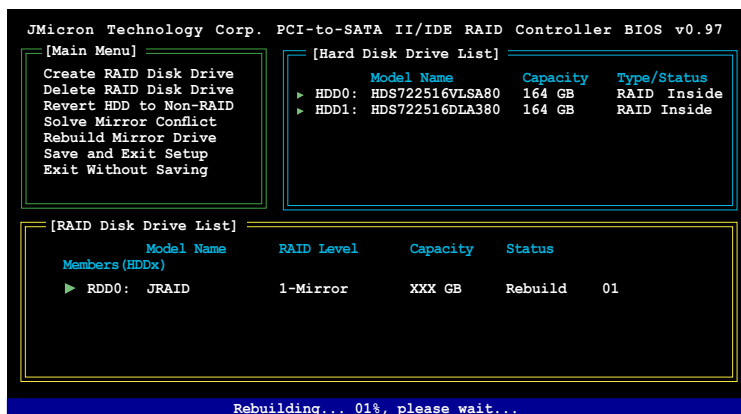 JMicron Technology Corp. PCI-to-SATA II/IDE RAID Controller BIOS v0.97
[Main Menu]
Create RAID Disk Drive
Delete RAID Disk Drive
Revert HDD to Non-RAID
Solve Mirror Conflict
Rebuild Mirror Drive
Save and Exit Setup
Exit Without Saving
[Hard Disk Drive List]
Model Name Capacity Type/Status
HDD0: HDS722516VLSA80 164 GB RAID Inside
HDD1: HDS722516DLA380 164 GB RAID Inside
[RAID Disk Drive List]
Model Name RAID Level Capacity Status
Members(HDDx)
RDD0: JRAID 1-Mirror XXX GB Rebuild 01
Rebuilding... 01%, please wait...